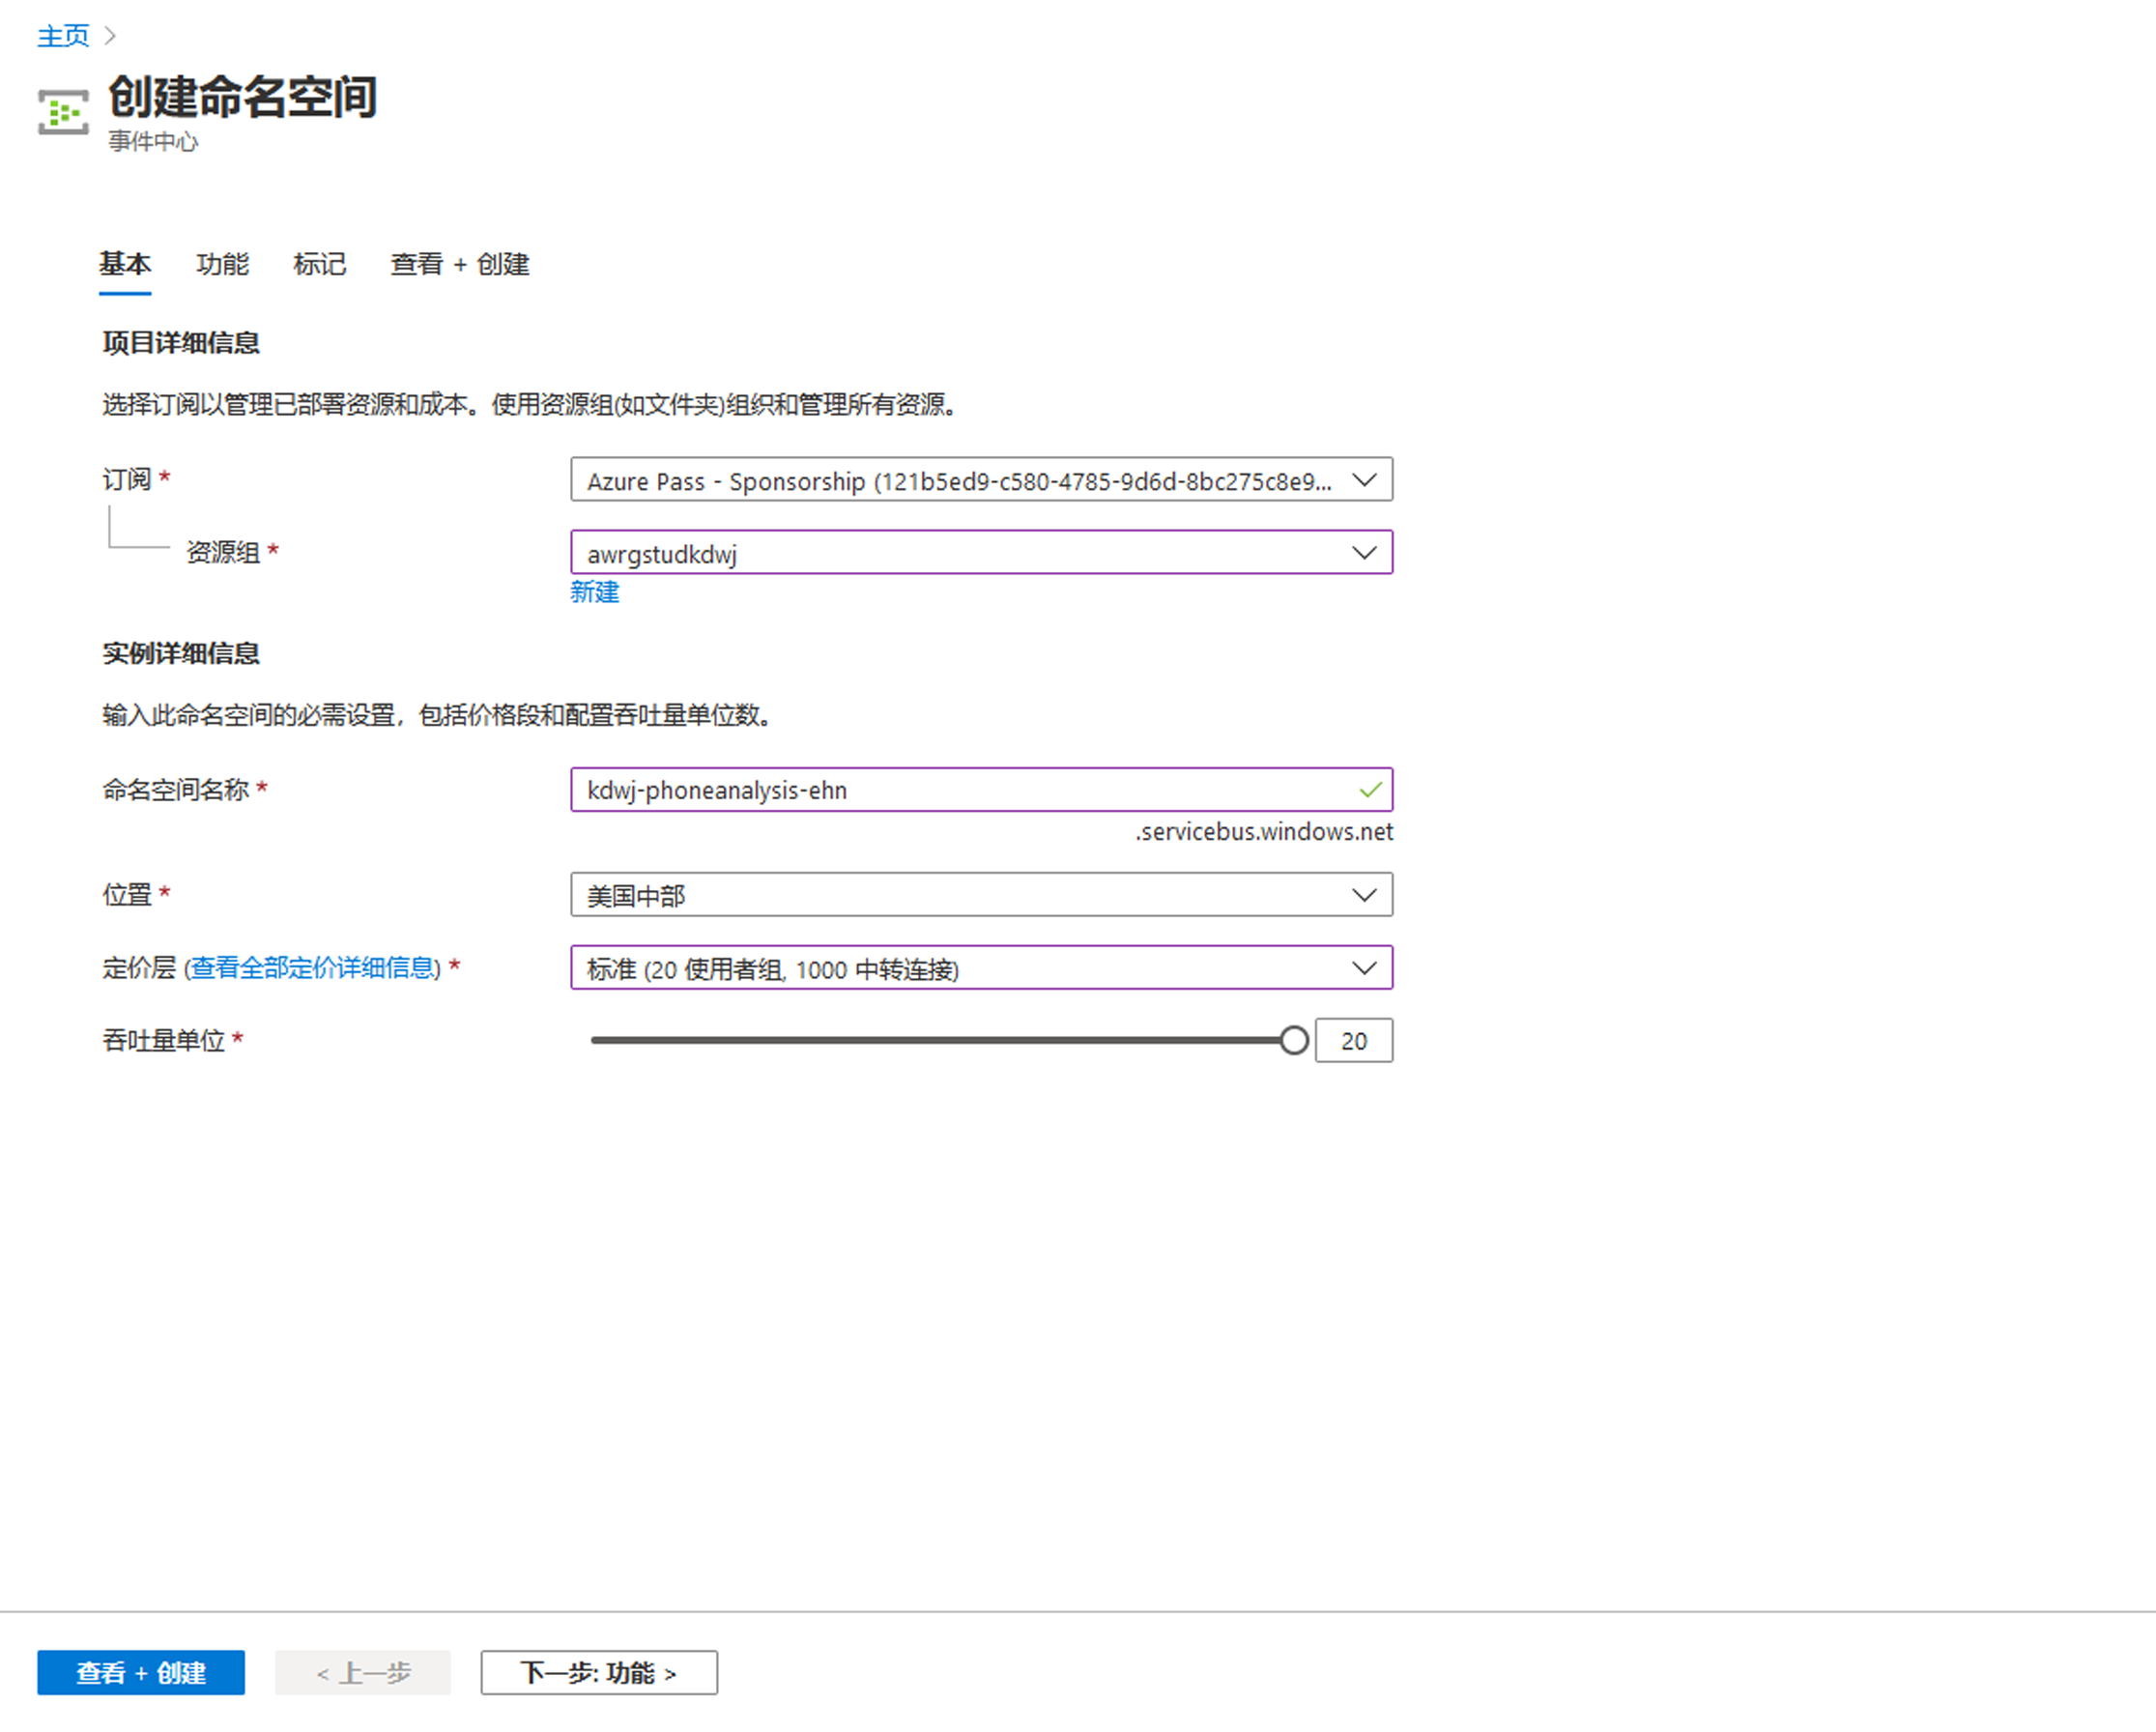 主页 >
创建命名空间
事件中心
基本 功能 标记 查看 + 创建
项目详细信息
选择订阅以管理已部署资源和成本。使用资源组(如文件夹)组织和管理所有资源。
订阅 * Azure Pass - Sponsorship (121b5ed9-c580-4785-9d6d-8bc275c8e9...
资源组 * awrgstudkdwj
新建
实例详细信息
输入此命名空间的必需设置，包括价格段和配置吞吐量单位数。
命名空间名称 * kdwj-phoneanalysis-ehn
.servicebus.windows.net
位置 * 美国中部
定价层 (查看全部定价详细信息) * 标准 (20 使用者组, 1000 中转连接)
吞吐量单位 * 20
查看 + 创建 < 上一步 下一步: 功能 >